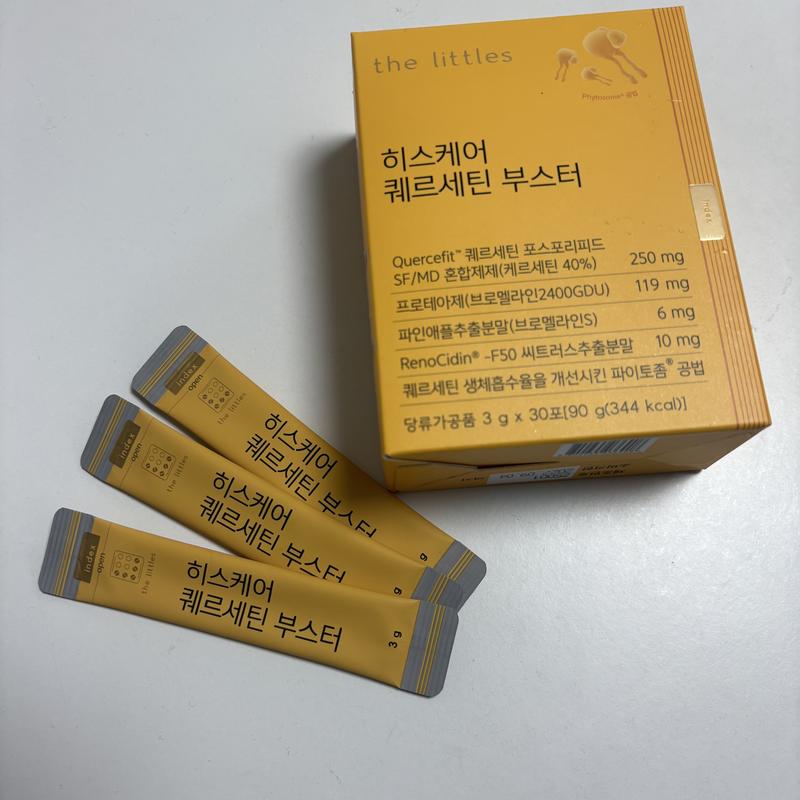 the littles
Phytosome® 공법
히스케어
퀘르세틴 부스터
index
Quercefit™ 퀘르세틴 포스포리피드
SF/MD 혼합제제(케르세틴 40%) 250 mg
프로테아제(브로멜라인2400GDU) 119 mg
파인애플추출분말(브로멜라인S) 6 mg
RenoCidin® -F50 씨트러스추출분말 10 mg
퀘르세틴 생체흡수율을 개선시킨 파이토좀® 공법
당류가공품 3 g x 30포[90 g(344 kcal)]
index
open
the littles
히스케어
퀘르세틴 부스터
g
index
open
the littles
히스케어
퀘르세틴 부스터
g
index
open
the littles
히스케어
퀘르세틴 부스터
3 g